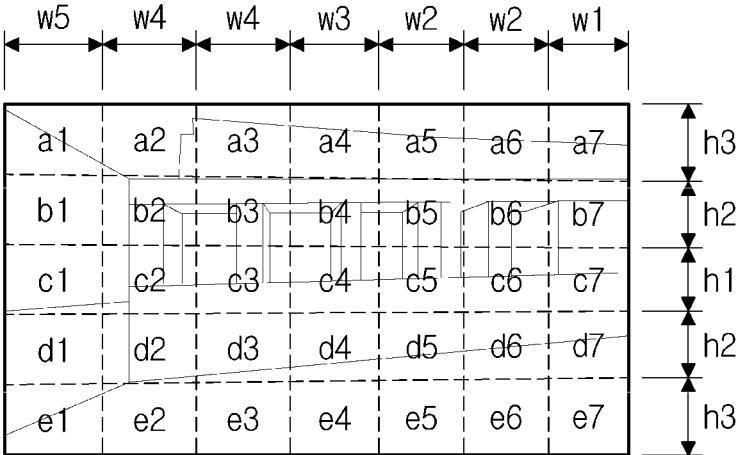 w5 w4 w4 w3 w2 w2 w1
a1 a2 a3 a4 a5 a6 a7 h3
b1 b2 b3 b4 b5 b6 b7 h2
c1 c2 c3 c4 c5 c6 c7 h1
d1 d2 d3 d4 d5 d6 d7 h2
e1 e2 e3 e4 e5 e6 e7 h3